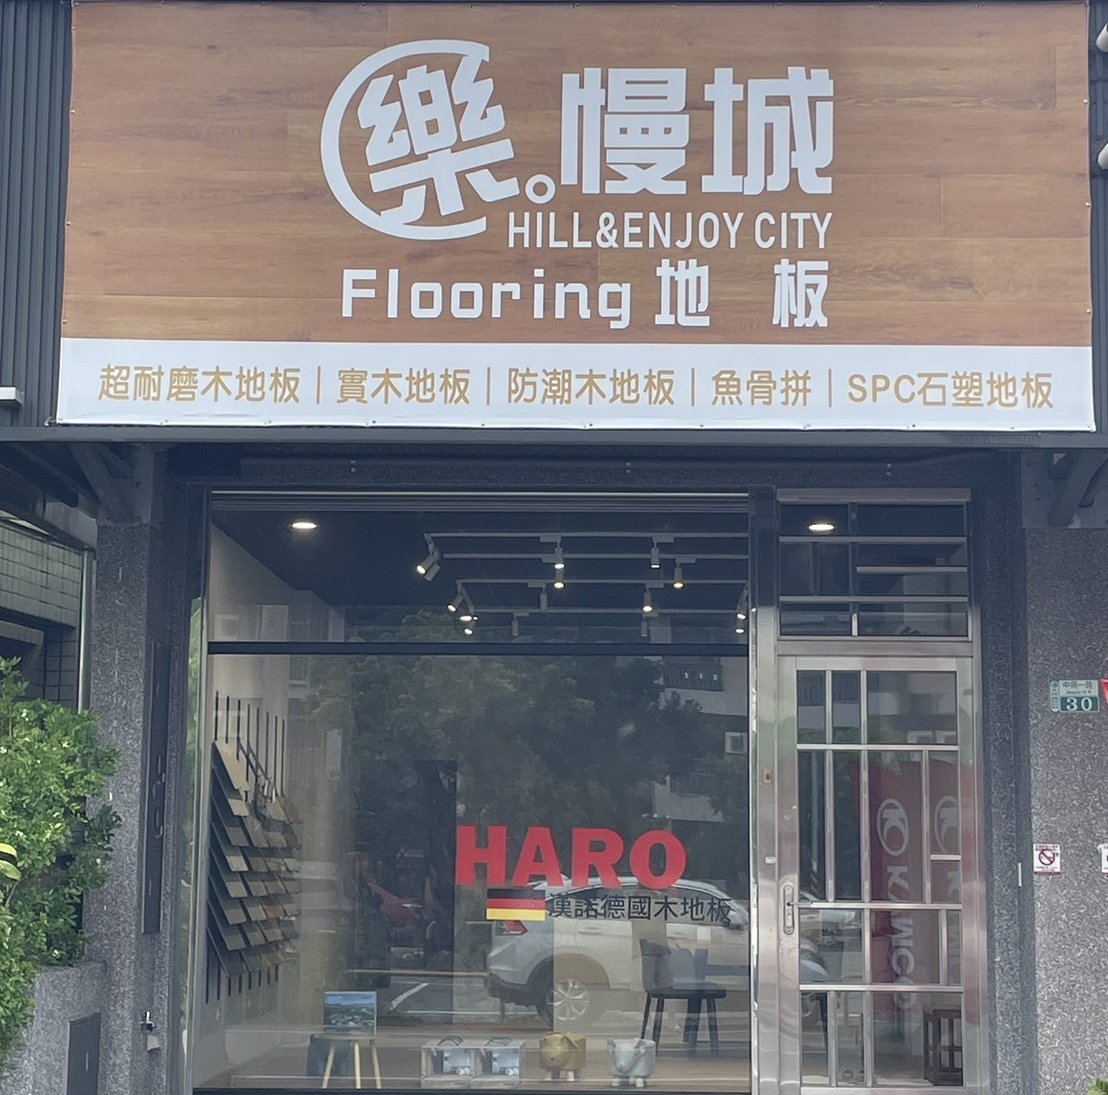 樂。慢城
HILL&ENJOY CITY
Flooring 地板
超耐磨木地板｜實木地板｜防潮木地板｜魚骨拼｜SPC石塑地板
30
HARO
漢諾德國木地板